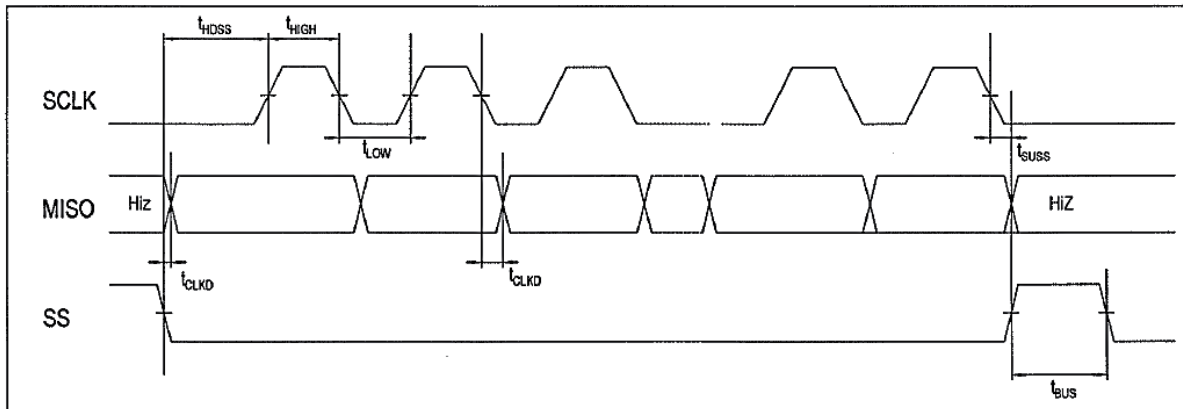 tHDSS tHIGH
SCLK
tLOW
tSUSS
MISO Hiz HiZ
tCLKD tCLKD
SS
tBUS